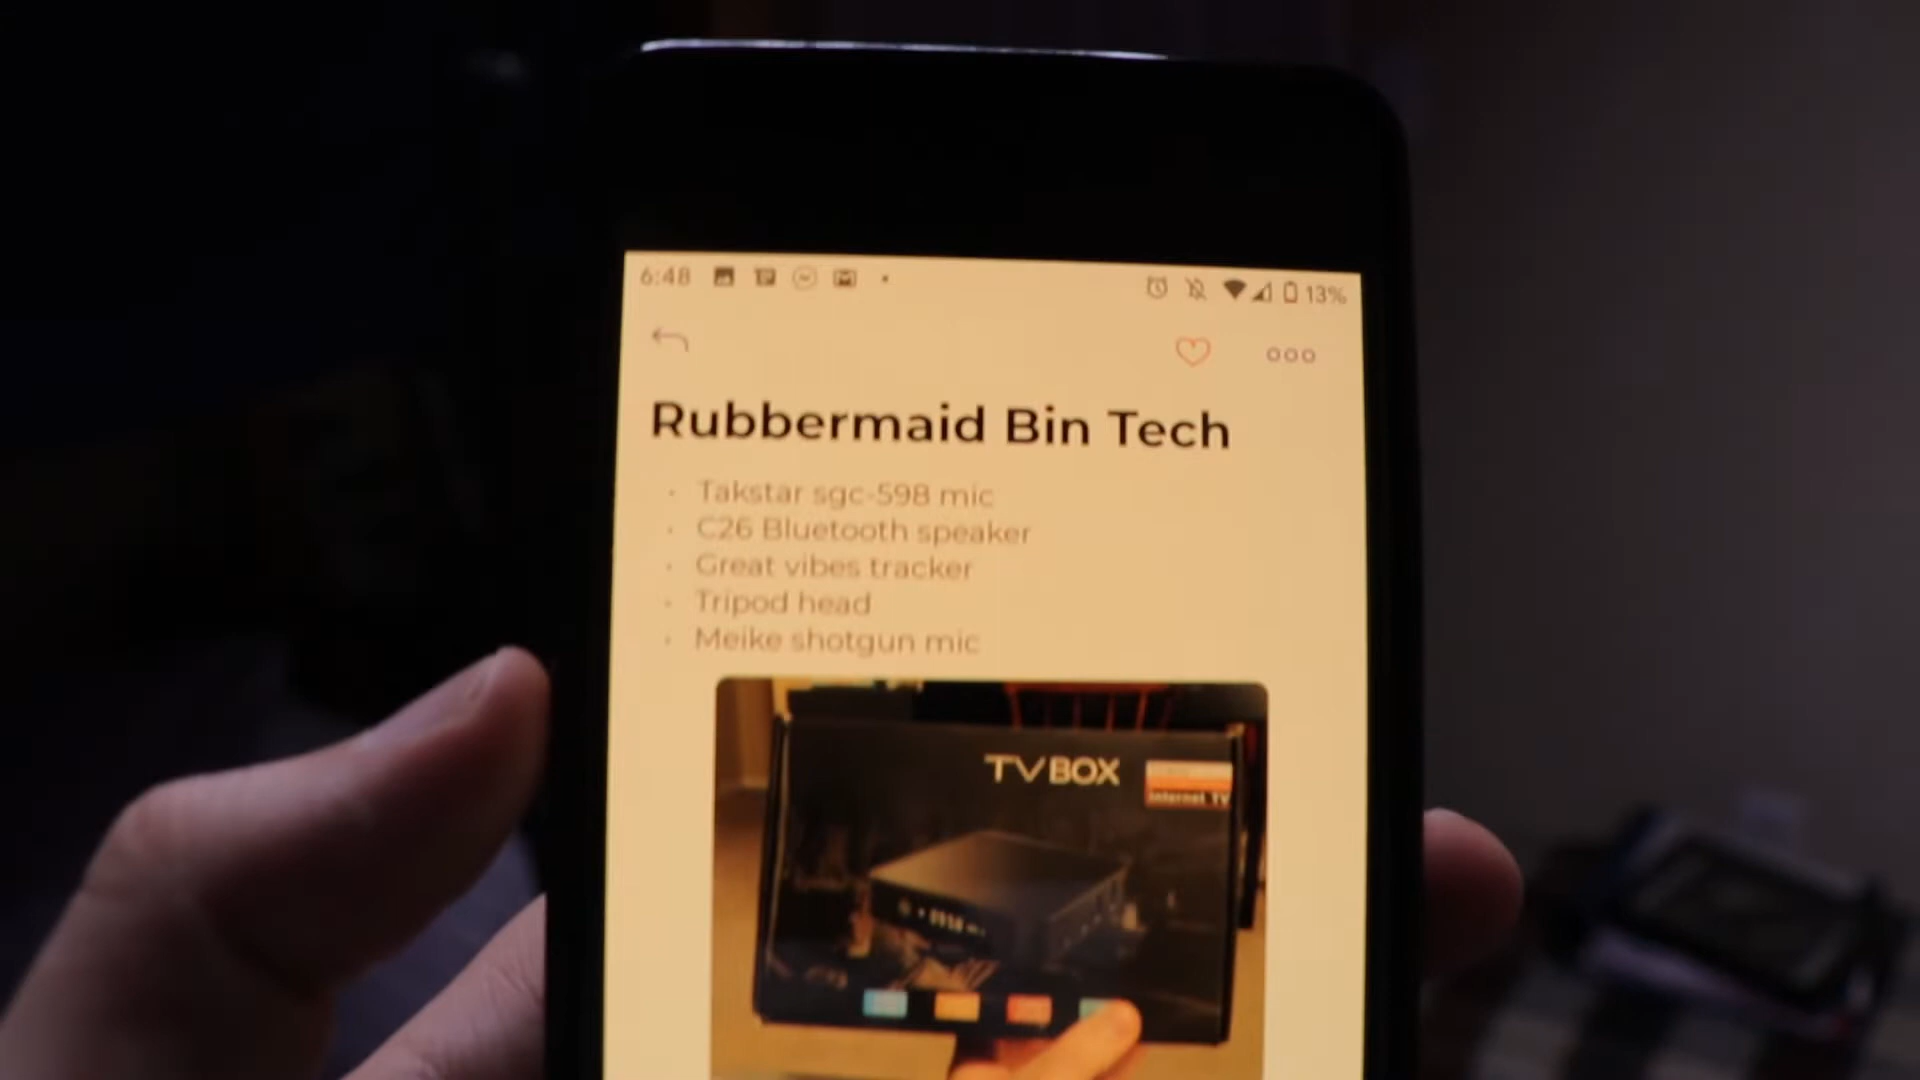 6:48 13%
Rubbermaid Bin Tech
Takstar sgc-598 mic
C26 Bluetooth speaker
Great vibes tracker
Tripod head
Meike shotgun mic
TV BOX
Internet TV